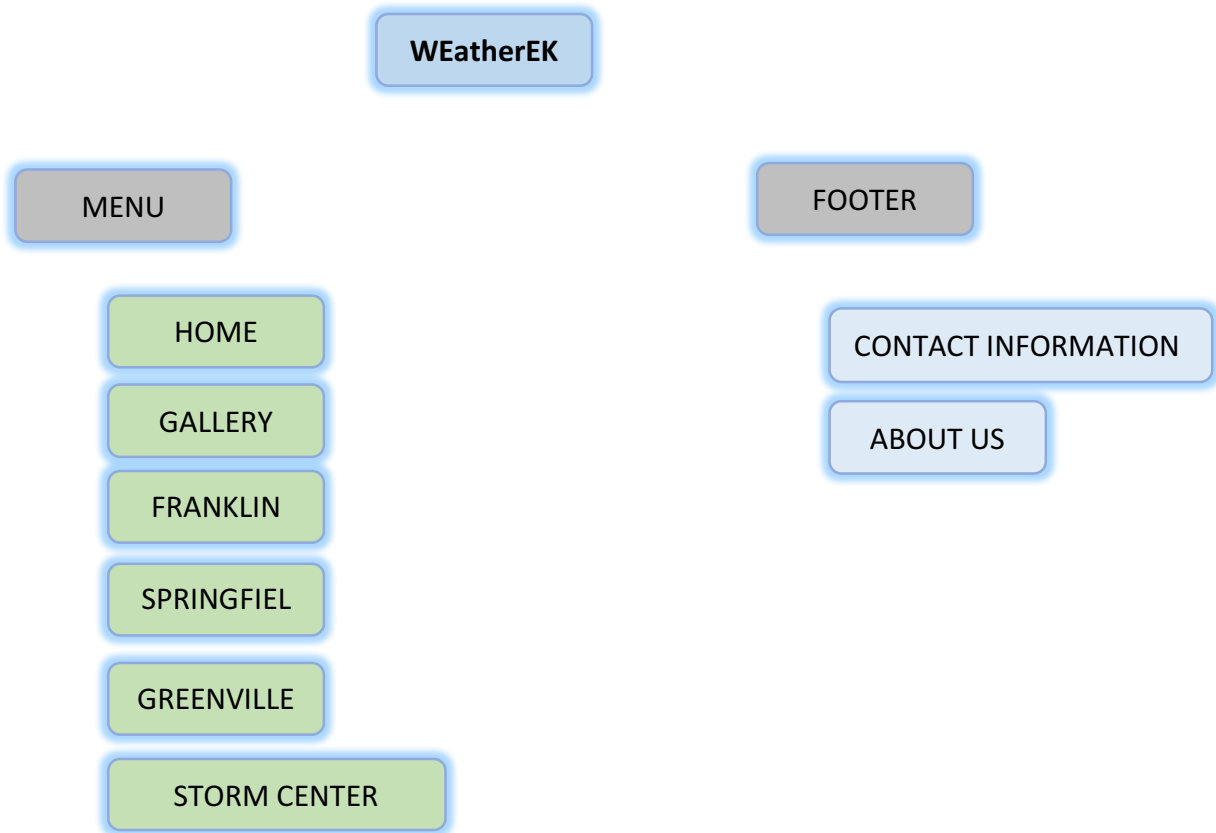 WEatherEK
MENU
HOME
GALLERY
FRANKLIN
SPRINGFIEL
GREENVILLE
STORM CENTER
FOOTER
CONTACT INFORMATION
ABOUT US